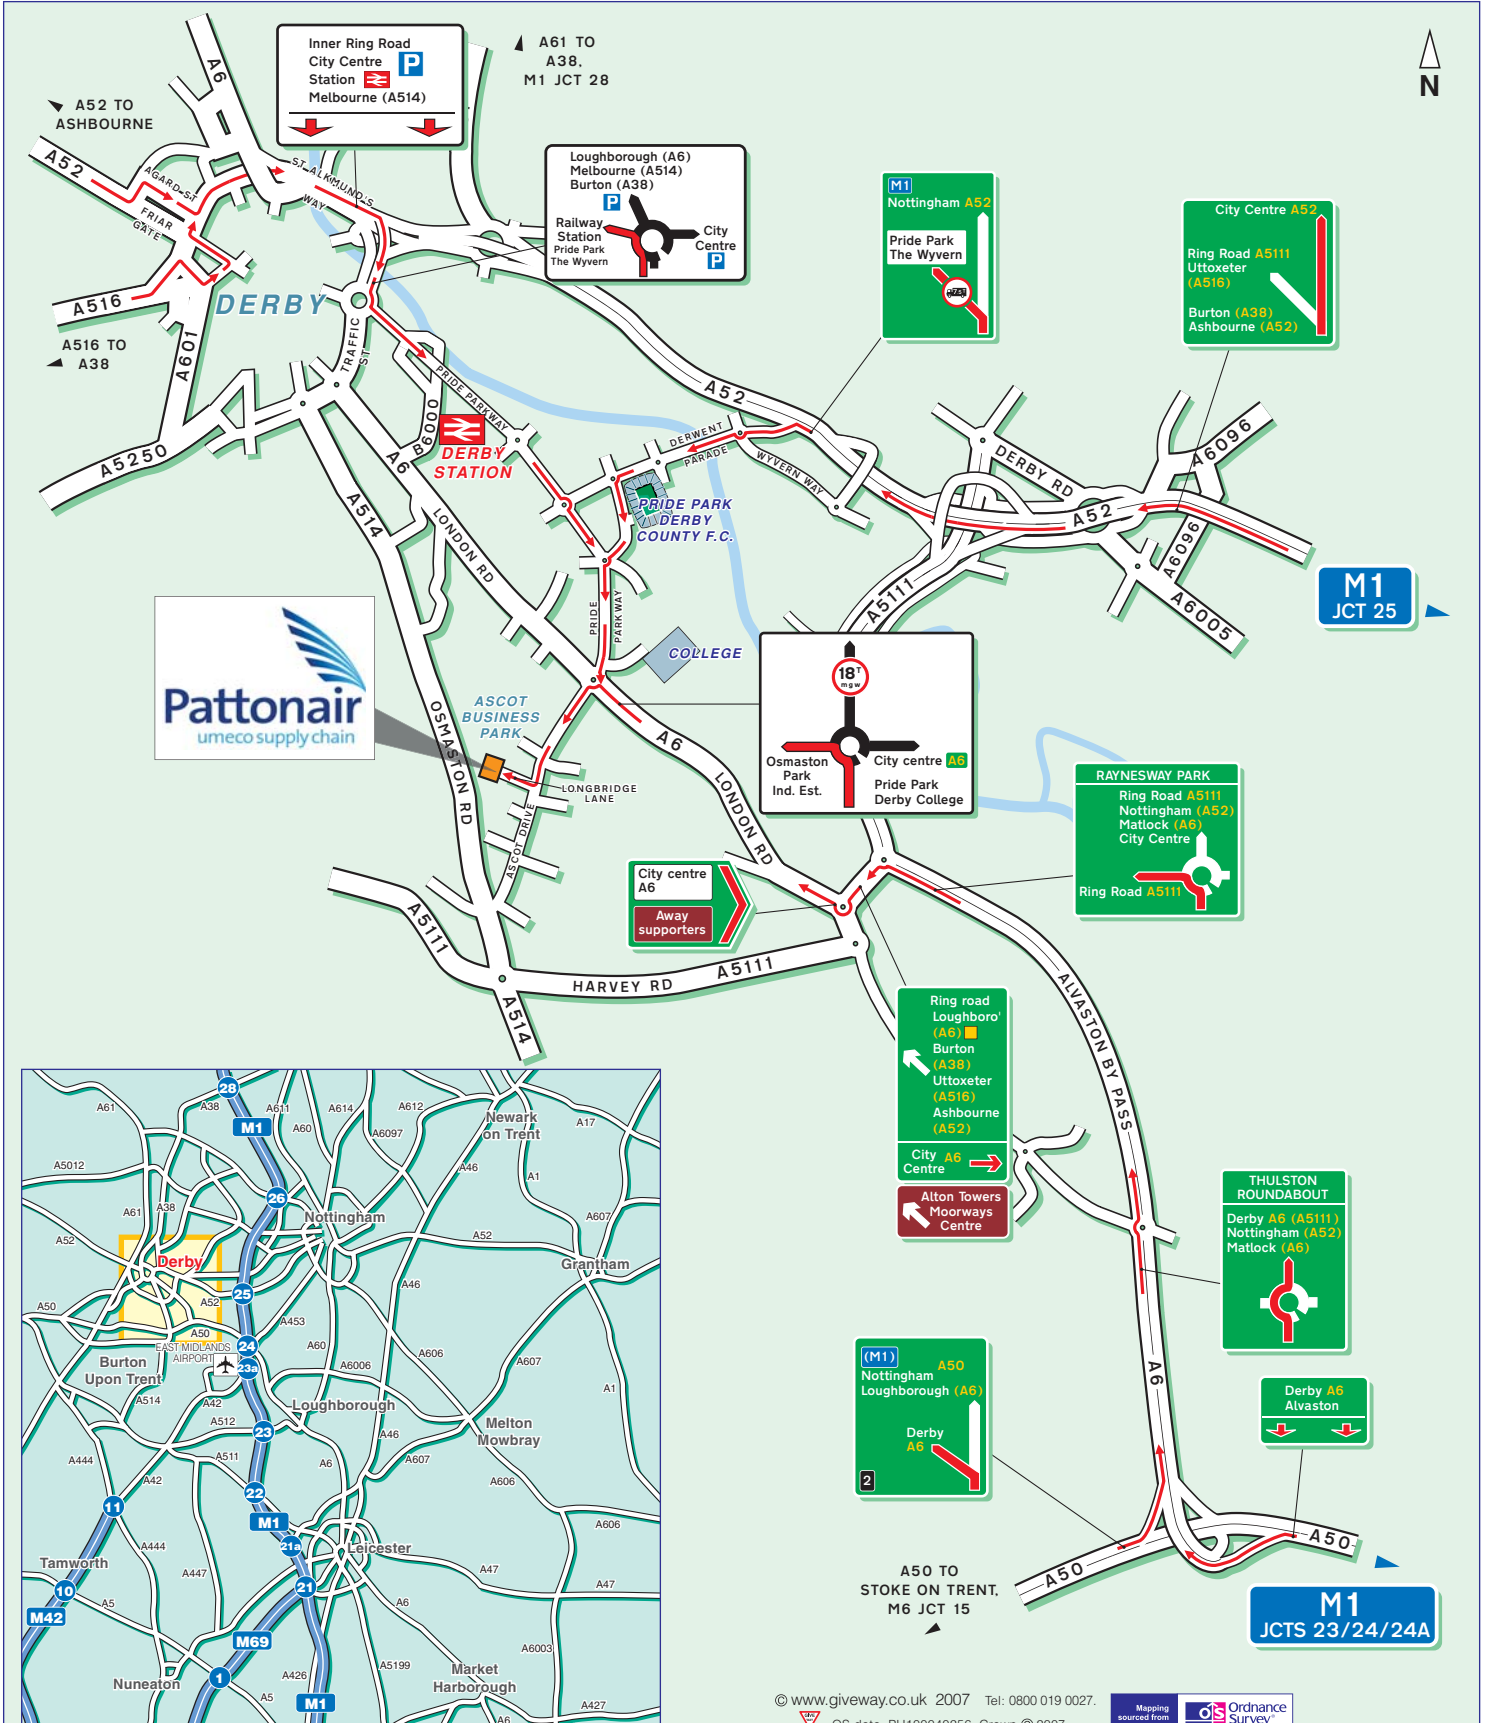 A6
Inner Ring Road
City Centre P
Station
Melbourne (A514)
A61 TO
A38,
M1 JCT 28
N
A52 TO
ASHBOURNE
A52
AGARD ST
FRIAR
GATE
ST ALKMUND'S
WAY
Loughborough (A6)
Melbourne (A514)
Burton (A38)
P
Railway
Station
Pride Park
The Wyvern
City
Centre
P
M1
Nottingham A52
Pride Park
The Wyvern
City Centre A52
Ring Road A5111
Uttoxeter
(A516)
Burton (A38)
Ashbourne (A52)
A516
DERBY
A516 TO
A38
A601
TRAFFIC
ST
PRIDE PARKWAY
B6000
DERBY
STATION
A5250
A6
A514
LONDON RD
A52
DERWENT
PARADE
WYVERN WAY
PRIDE PARK
DERBY
COUNTY F.C.
DERBY RD
A6096
A52
A6096
A6005
A5111
M1
JCT 25
PRIDE
PARKWAY
COLLEGE
Pattonair
umeco supply chain
ASCOT
BUSINESS
PARK
OSMASTON RD
LONGBRIDGE
LANE
ASCOT DRIVE
A6
LONDON RD
18T
mgw
Osmaston
Park
Ind. Est.
City centre A6
Pride Park
Derby College
RAYNESWAY PARK
Ring Road A5111
Nottingham (A52)
Matlock (A6)
City Centre
Ring Road A5111
City centre
A6
Away
supporters
A5111
HARVEY RD
A5111
A514
ALVASTON BY PASS
Ring road
Loughboro'
(A6)
Burton
(A38)
Uttoxeter
(A516)
Ashbourne
(A52)
City
Centre A6
Alton Towers
Moorways
Centre
THULSTON
ROUNDABOUT
Derby A6 (A5111)
Nottingham (A52)
Matlock (A6)
A6
(M1)
Nottingham A50
Loughborough (A6)
Derby
A6
2
Derby A6
Alvaston
A50
A50
A50 TO
STOKE ON TRENT,
M6 JCT 15
M1
JCTS 23/24/24A
28
A61
A38
M1
A611
A60
A614
A612
A6097
Newark
on Trent
A17
A5012
A46
A1
26
A61
A38
Nottingham
A607
A52
A52
Derby
Grantham
A46
25
A50
A52
A453
A50
24
EAST MIDLANDS
AIRPORT
23a
A60
A606
A6006
A607
A1
Burton
Upon Trent
A514
A42
Loughborough
A512
23
Melton
Mowbray
A46
A607
A444
A511
A6
A42
A606
22
11
M1
A606
21a
Leicester
A444
Tamworth
A447
A47
A47
10
21
A5
A6
M42
M69
A6003
Nuneaton
1
A426
A5199
Market
Harborough
A5
M1
A427
A6
© www.giveway.co.uk 2007 Tel: 0800 019 0027.
Mapping
sourced from
OS Ordnance
Survey